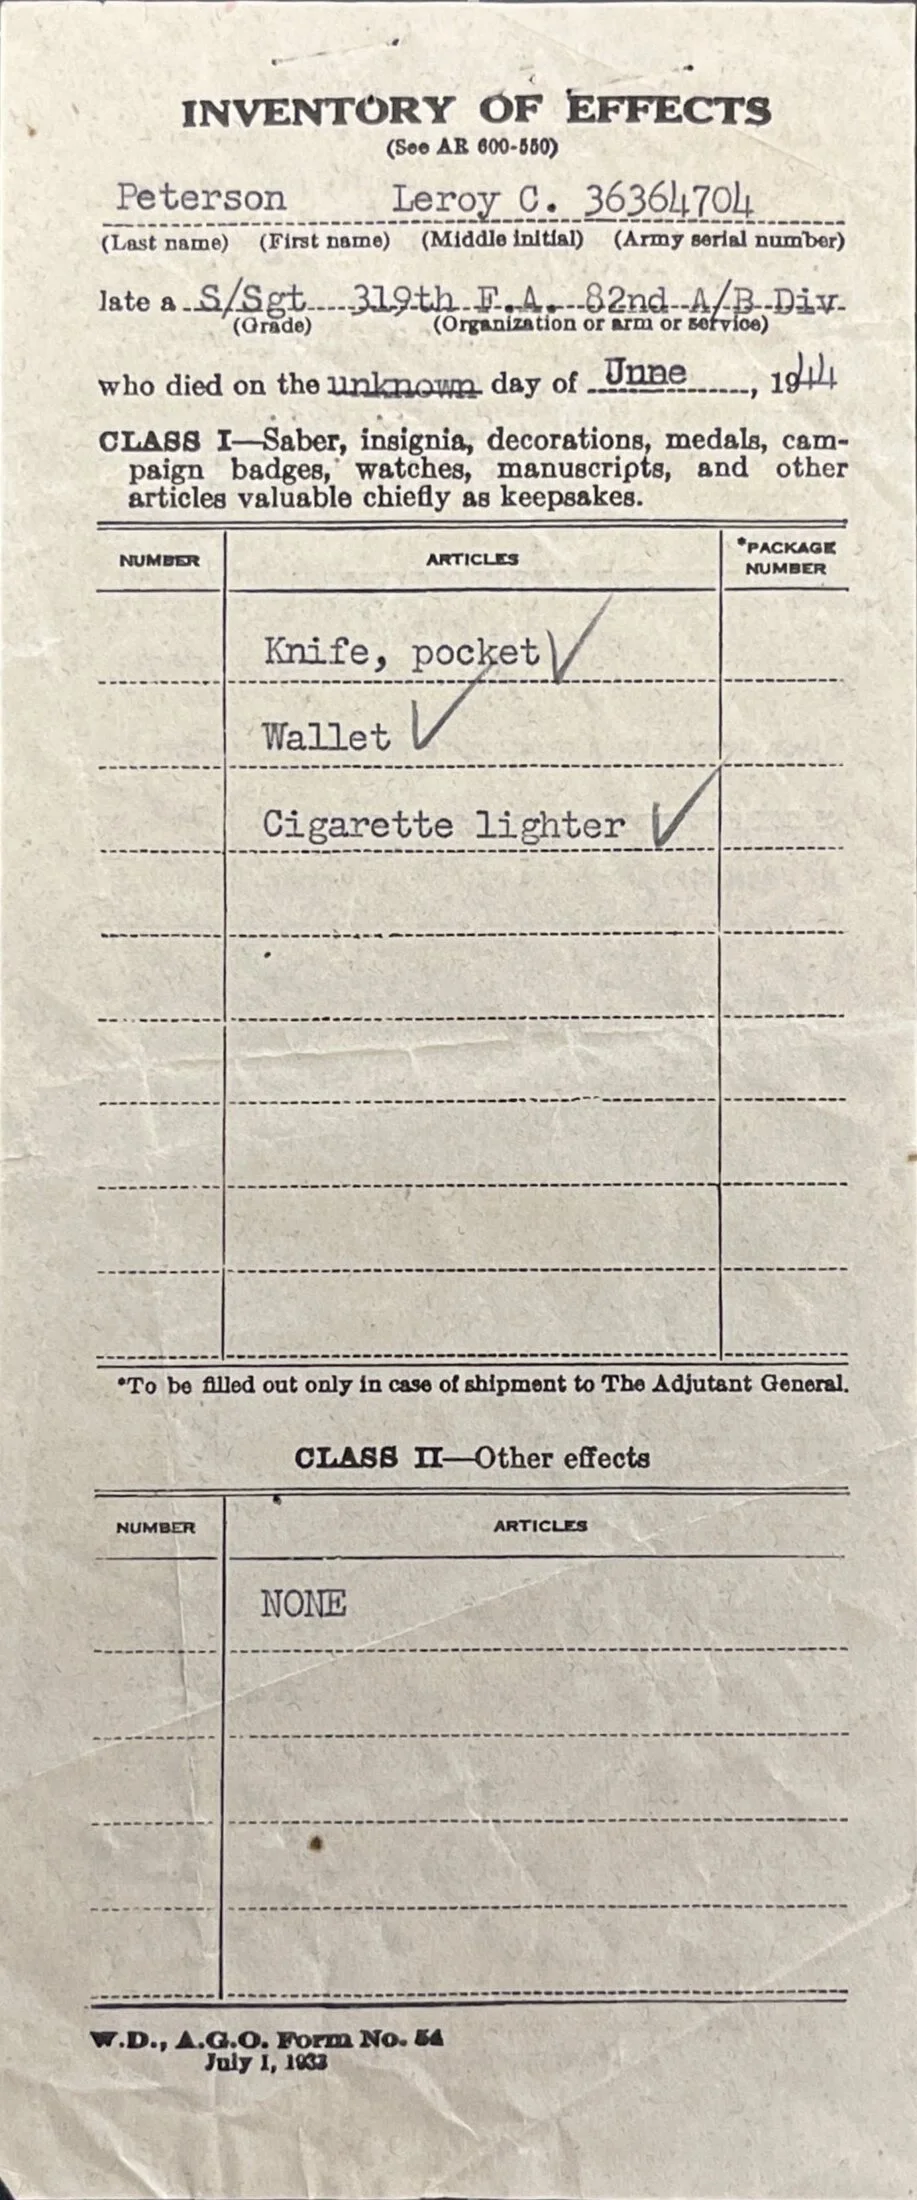 INVENTORY OF EFFECTS
(See AR 600-550)
Peterson Leroy C. 36364704
(Last name) (First name) (Middle initial) (Army serial number)
late a S/Sgt 319th F.A. 82nd A/B Div.
(Grade) (Organization or arm or service)
who died on the unknown day of June, 1944
CLASS I—Saber, insignia, decorations, medals, cam-
paign badges, watches, manuscripts, and other
articles valuable chiefly as keepsakes.
NUMBER ARTICLES *PACKAGE NUMBER
Knife, pocket ✓
Wallet ✓
Cigarette lighter ✓
*To be filled out only in case of shipment to The Adjutant General.
CLASS II—Other effects
NUMBER ARTICLES
NONE
W.D., A.G.O. Form No. 54
July 1, 1933